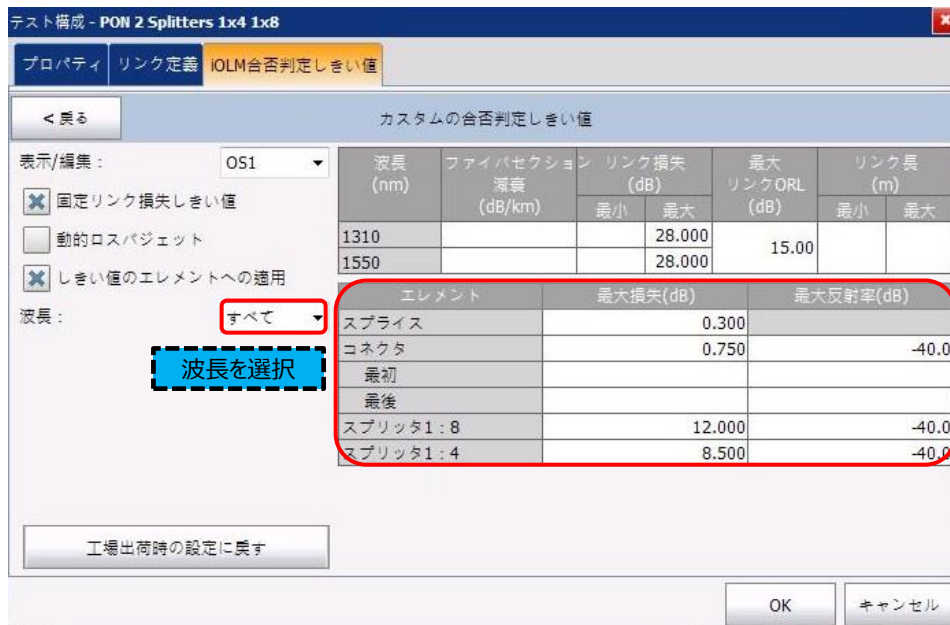 テスト構成 - PON 2 Splitters 1x4 1x8
プロパティ リンク定義 iOLM合否判定しきい値
<戻る カスタムの合否判定しきい値
表示/編集: OS1
固定リンク損失しきい値
動的ロスバジェット
しきい値のエレメントへの適用
波長: すべて
波長を選択
工場出荷時の設定に戻す
波長 ファイバセクション リンク損失 最大 リンク長
(nm) 減衰 (dB) リンクORL (m)
(dB/km) 最小 最大 (dB) 最小 最大
1310 28.000 15.00
1550 28.000
エレメント 最大損失(dB) 最大反射率(dB)
スプライス 0.300
コネクタ 0.750 -40.0
最初
最後
スプリッタ1:8 12.000 -40.0
スプリッタ1:4 8.500 -40.0
OK キャンセル